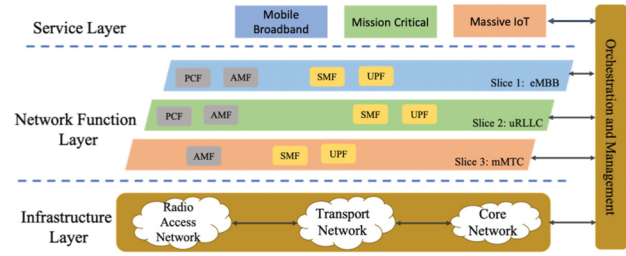 Service Layer
Mobile
Broadband
Mission Critical
Massive IoT
Orchestration and Management
Network Function
Layer
PCF
AMF
SMF
UPF
Slice 1: eMBB
PCF
AMF
SMF
UPF
Slice 2: uRLLC
AMF
SMF
UPF
Slice 3: mMTC
Infrastructure
Layer
Radio
Access
Network
Transport
Network
Core
Network